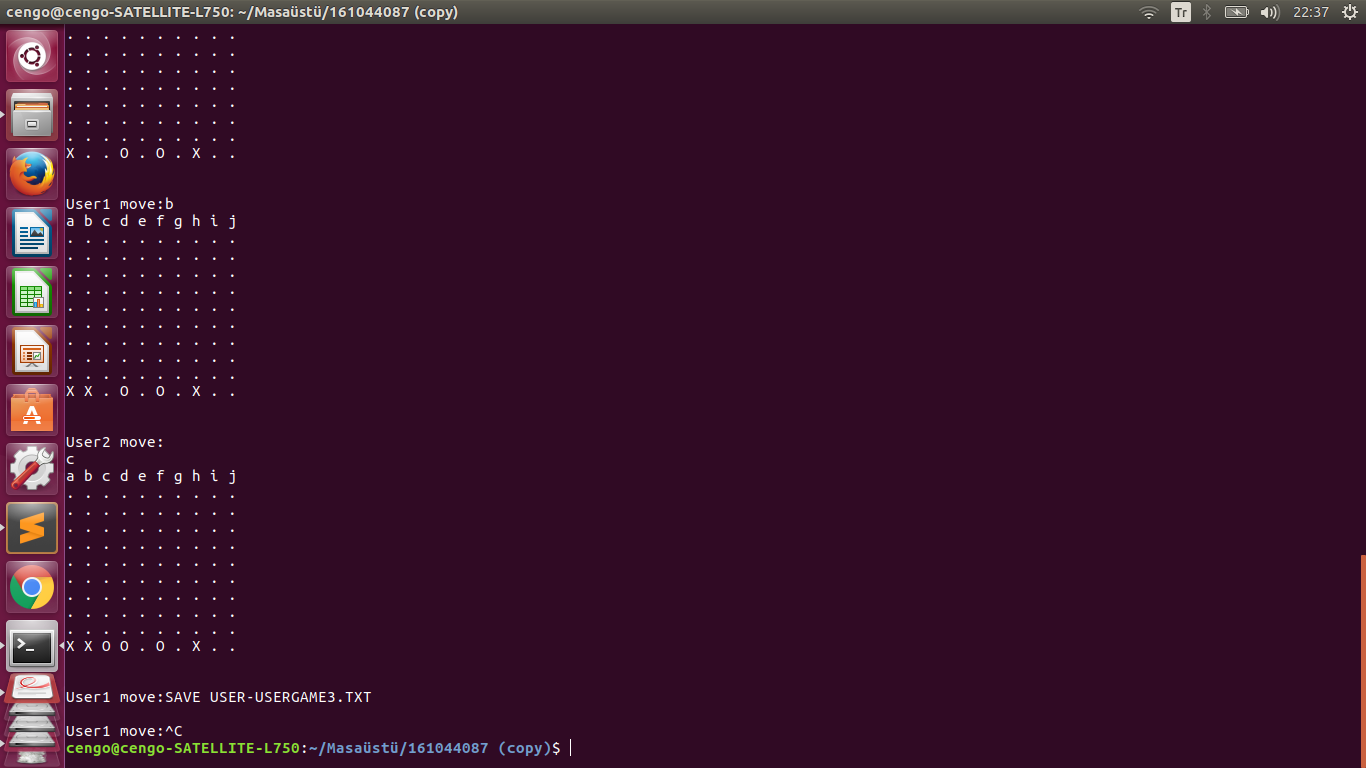 cengo@cengo-SATELLITE-L750: ~/Masaüstü/161044087 (copy)
Tr
22:37
. . . . . . . . . .
. . . . . . . . . .
. . . . . . . . . .
. . . . . . . . . .
. . . . . . . . . .
. . . . . . . . . .
. . . . . . . . . .
X . . O . O . X . .
User1 move:b
a b c d e f g h i j
. . . . . . . . . .
. . . . . . . . . .
. . . . . . . . . .
. . . . . . . . . .
. . . . . . . . . .
. . . . . . . . . .
. . . . . . . . . .
. . . . . . . . . .
. . . . . . . . . .
X X . O . O . X . .
User2 move:
c
a b c d e f g h i j
. . . . . . . . . .
. . . . . . . . . .
. . . . . . . . . .
. . . . . . . . . .
. . . . . . . . . .
. . . . . . . . . .
. . . . . . . . . .
. . . . . . . . . .
. . . . . . . . . .
X X O O . O . X . .
User1 move:SAVE USER-USERGAME3.TXT
User1 move:^C
cengo@cengo-SATELLITE-L750:~/Masaüstü/161044087 (copy)$